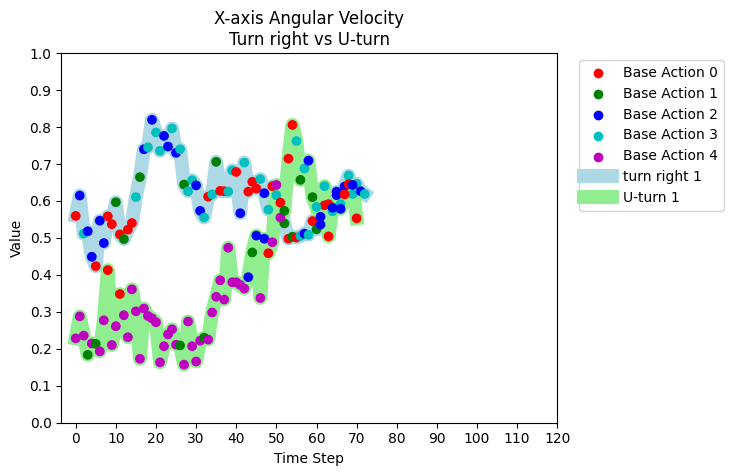 X-axis Angular Velocity
Turn right vs U-turn
1.0
0.9
0.8
0.7
0.6
0.5
0.4
0.3
0.2
0.1
0.0
Value
0 10 20 30 40 50 60 70 80 90 100 110 120
Time Step
Base Action 0
Base Action 1
Base Action 2
Base Action 3
Base Action 4
turn right 1
U-turn 1